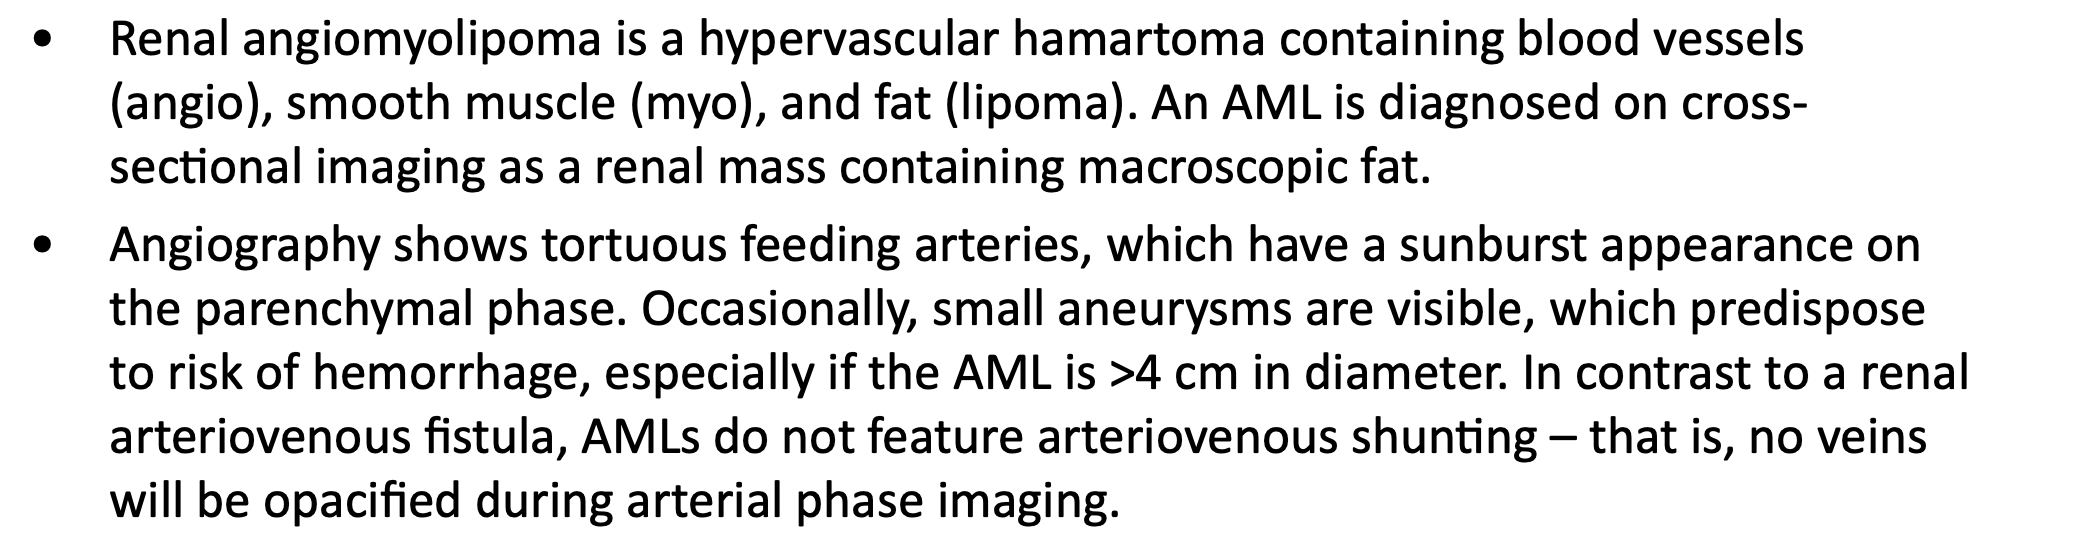 • Renal angiomyolipoma is a hypervascular hamartoma containing blood vessels
(angio), smooth muscle (myo), and fat (lipoma). An AML is diagnosed on cross-
sectional imaging as a renal mass containing macroscopic fat.
• Angiography shows tortuous feeding arteries, which have a sunburst appearance on
the parenchymal phase. Occasionally, small aneurysms are visible, which predispose
to risk of hemorrhage, especially if the AML is >4 cm in diameter. In contrast to a renal
arteriovenous fistula, AMLs do not feature arteriovenous shunting – that is, no veins
will be opacified during arterial phase imaging.